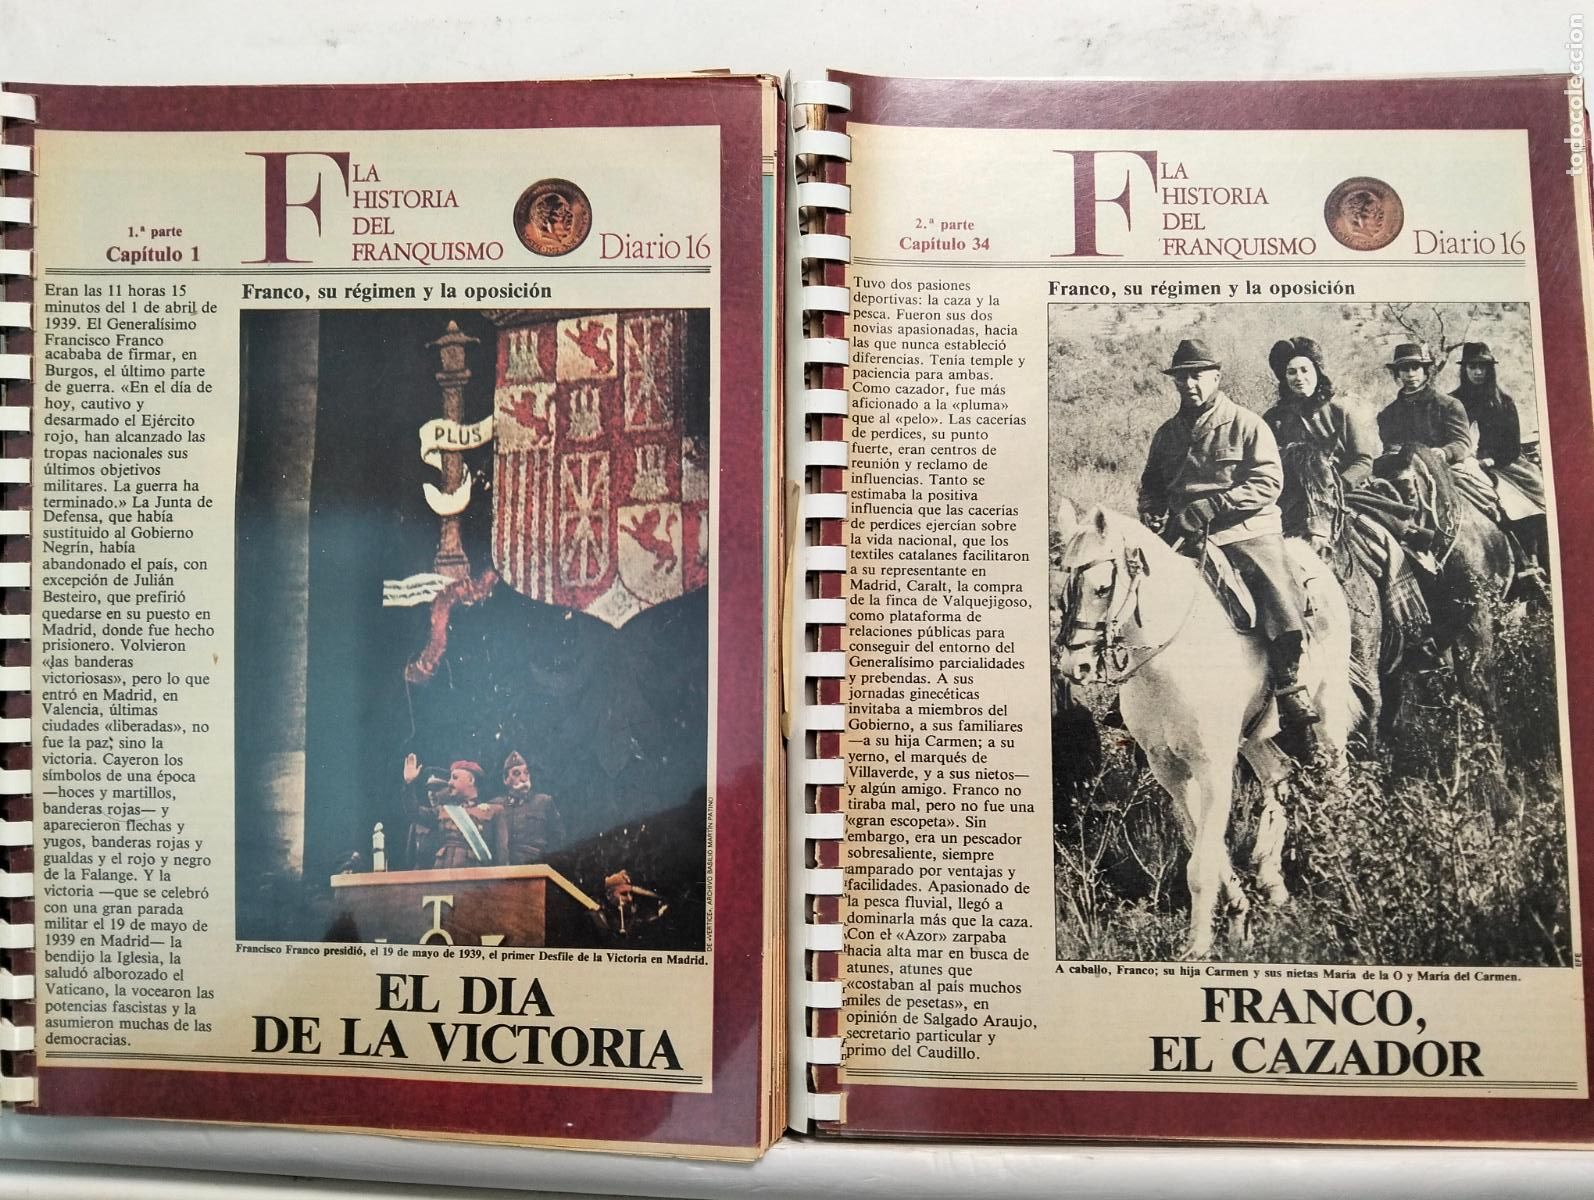 1.ª parte
Capítulo 1
F LA
HISTORIA
DEL
FRANQUISMO
Diario 16
Franco, su régimen y la oposición
Eran las 11 horas 15
minutos del 1 de abril de
1939. El Generalísimo
Francisco Franco
acababa de firmar, en
Burgos, el último parte
de guerra. «En el día de
hoy, cautivo y
desarmado el Ejército
rojo, han alcanzado las
tropas nacionales sus
últimos objetivos
militares. La guerra ha
terminado.» La Junta de
Defensa, que había
sustituido al Gobierno
Negrín, había
abandonado el país, con
excepción de Julián
Besteiro, que prefirió
quedarse en su puesto en
Madrid, donde fue hecho
prisionero. Volvieron
«las banderas
victoriosas», pero lo que
entró en Madrid, en
Valencia, últimas
ciudades «liberadas», no
fue la paz; sino la
victoria. Cayeron los
símbolos de una época
—hoces y martillos,
banderas rojas— y
aparecieron flechas y
yugos, banderas rojas y
gualdas y el rojo y negro
de la Falange. Y la
victoria —que se celebró
con una gran parada
militar el 19 de mayo de
1939 en Madrid— la
bendijo la Iglesia, la
saludó alborozado el
Vaticano, la vocearon las
potencias fascistas y la
asumieron muchas de las
democracias.
PLUS
DE «VERTICE», ARCHIVO BASILIO MARTÍN PATINO
Francisco Franco presidió, el 19 de mayo de 1939, el primer Desfile de la Victoria en Madrid.
EL DIA
DE LA VICTORIA
2.ª parte
Capítulo 34
F LA
HISTORIA
DEL
FRANQUISMO
Diario 16
Franco, su régimen y la oposición
Tuvo dos pasiones
deportivas: la caza y la
pesca. Fueron sus dos
novias apasionadas, hacia
las que nunca estableció
diferencias. Tenía temple y
paciencia para ambas.
Como cazador, fue más
aficionado a la «pluma»
que al «pelo». Las cacerías
de perdices, su punto
fuerte, eran centros de
reunión y reclamo de
influencias. Tanto se
estimaba la positiva
influencia que las cacerías
de perdices ejercían sobre
la vida nacional, que los
textiles catalanes facilitaron
a su representante en
Madrid, Caralt, la compra
de la finca de Valquejigoso,
como plataforma de
relaciones públicas para
conseguir del entorno del
Generalísimo parcialidades
y prebendas. A sus
jornadas ginecéticas
invitaba a miembros del
Gobierno, a sus familiares
—a su hija Carmen; a su
yerno, el marqués de
Villaverde, y a sus nietos—
y algún amigo. Franco no
tiraba mal, pero no fue una
«gran escopeta». Sin
embargo, era un pescador
sobresaliente, siempre
amparado por ventajas y
facilidades. Apasionado de
la pesca fluvial, llegó a
dominarla más que la caza.
Con el «Azor» zarpaba
hacia alta mar en busca de
atunes, atunes que
«costaban al país muchos
miles de pesetas», en
opinión de Salgado Araujo,
secretario particular y
primo del Caudillo.
EFE
A caballo, Franco; su hija Carmen y sus nietas María de la O y María del Carmen.
FRANCO,
EL CAZADOR
todocoleccion